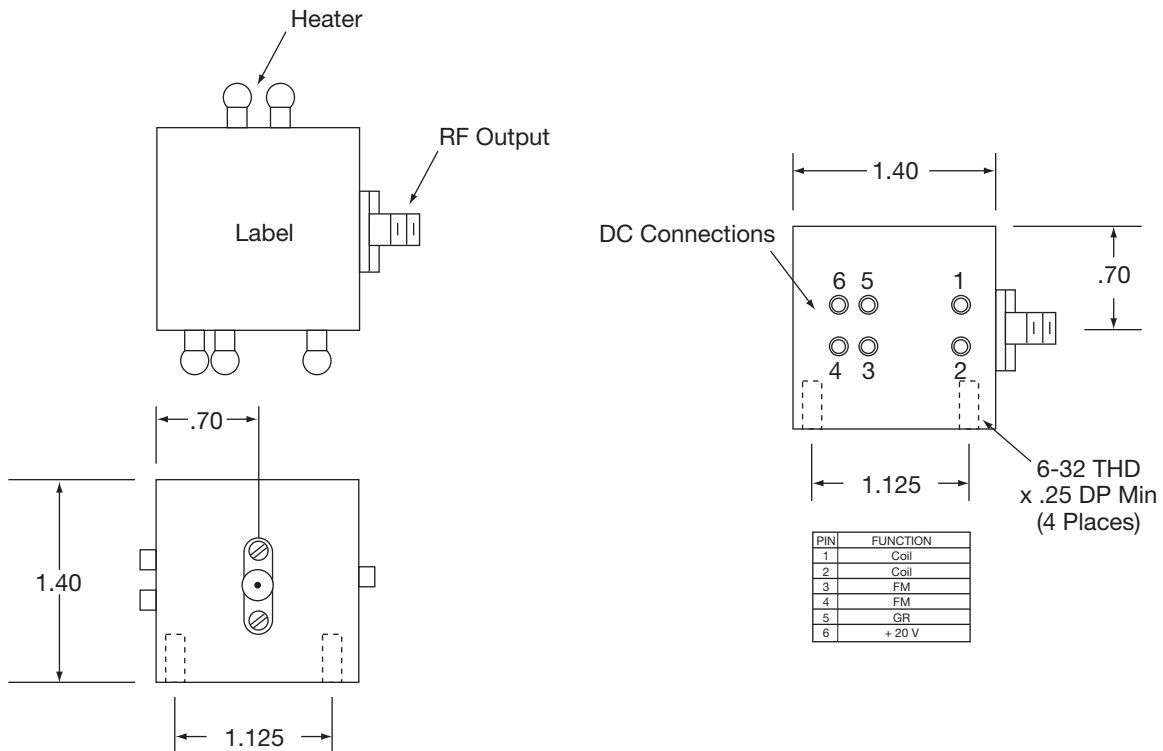 Heater
RF Output
Label
1.40
DC Connections
.70
6 5 1
4 3 2
.70
1.125
6-32 THD
x .25 DP Min
(4 Places)
1.40
1.125
PIN FUNCTION
1 Coil
2 Coil
3 FM
4 FM
5 GR
6 + 20 V